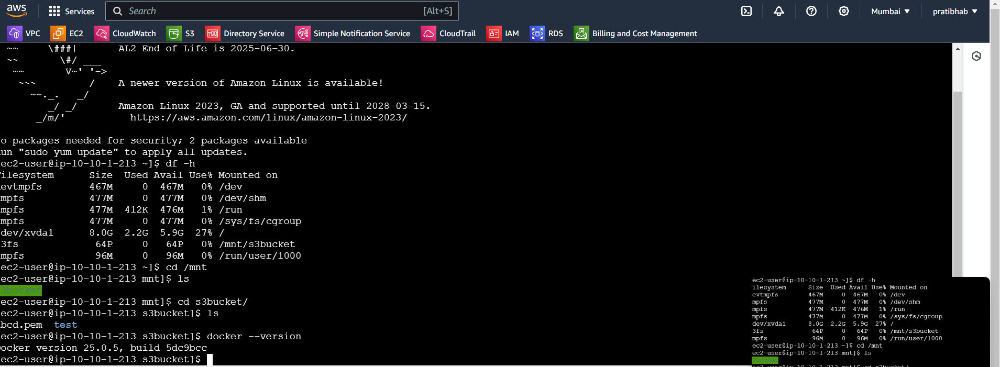 aws Services Search [Alt+S] Mumbai ▼ pratibhab ▼
VPC EC2 CloudWatch S3 Directory Service Simple Notification Service CloudTrail IAM RDS Billing and Cost Management
~~ \###| AL2 End of Life is 2025-06-30.
~~ \#/ ___
~~ V~' '->
~~~ / A newer version of Amazon Linux is available!
~~._. _/
_/ _/ Amazon Linux 2023, GA and supported until 2028-03-15.
_/m/' https://aws.amazon.com/linux/amazon-linux-2023/
o packages needed for security; 2 packages available
un "sudo yum update" to apply all updates.
ec2-user@ip-10-10-1-213 ~]$ df -h
ilesystem Size Used Avail Use% Mounted on
evtmpfs 467M 0 467M 0% /dev
mpfs 477M 0 477M 0% /dev/shm
mpfs 477M 412K 476M 1% /run
mpfs 477M 0 477M 0% /sys/fs/cgroup
dev/xvda1 8.0G 2.2G 5.9G 27% /
3fs 64P 0 64P 0% /mnt/s3bucket
mpfs 96M 0 96M 0% /run/user/1000
ec2-user@ip-10-10-1-213 ~]$ cd /mnt
ec2-user@ip-10-10-1-213 mnt]$ ls
3bucket
ec2-user@ip-10-10-1-213 mnt]$ cd s3bucket/
ec2-user@ip-10-10-1-213 s3bucket]$ ls
bcd.pem test
ec2-user@ip-10-10-1-213 s3bucket]$ docker --version
ocker version 25.0.5, build 5dc9bcc
ec2-user@ip-10-10-1-213 s3bucket]$
ec2-user@ip-10-10-1-213 ~]$ df -h
ilesystem Size Used Avail Use% Mounted on
evtmpfs 467M 0 467M 0% /dev
mpfs 477M 0 477M 0% /dev/shm
mpfs 477M 412K 476M 1% /run
mpfs 477M 0 477M 0% /sys/fs/cgroup
dev/xvda1 8.0G 2.2G 5.9G 27% /
3fs 64P 0 64P 0% /mnt/s3bucket
mpfs 96M 0 96M 0% /run/user/1000
ec2-user@ip-10-10-1-213 ~]$ cd /mnt
ec2-user@ip-10-10-1-213 mnt]$ ls
ec2-user@ip-10-10-1-213 mnt]$ cd s3bucket/